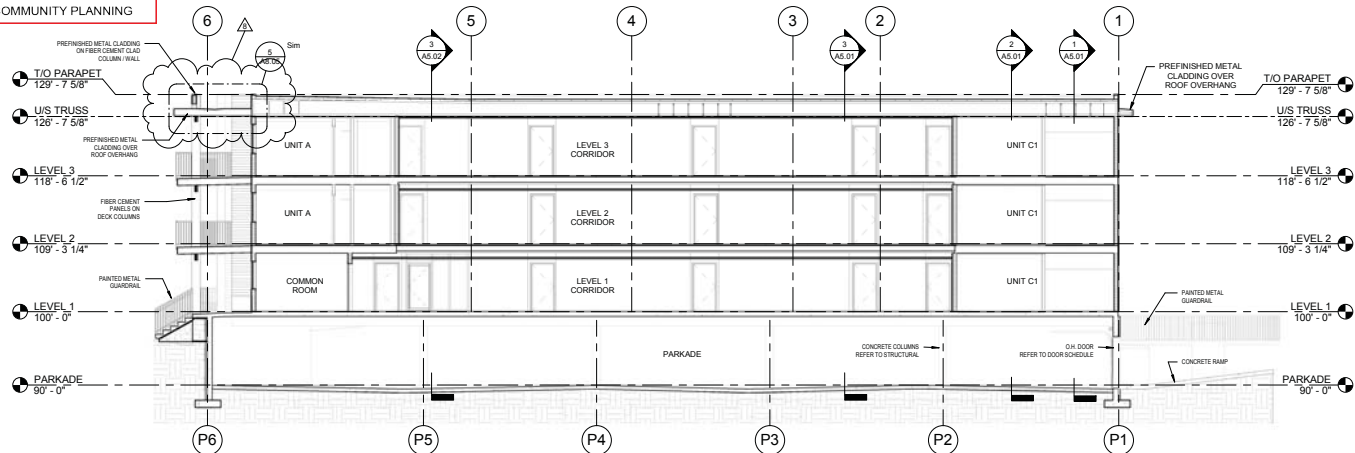 COMMUNITY PLANNING
6
5
4
3
2
1
8
5
A8.05
Sim
3
A5.02
3
A5.01
2
A5.01
1
A5.01
PREFINISHED METAL CLADDING
ON FIBER CEMENT CLAD
COLUMN / WALL
T/O PARAPET
129' - 7 5/8"
U/S TRUSS
126' - 7 5/8"
PREFINISHED METAL
CLADDING OVER
ROOF OVERHANG
LEVEL 3
118' - 6 1/2"
FIBER CEMENT
PANELS ON
DECK COLUMNS
LEVEL 2
109' - 3 1/4"
PAINTED METAL
GUARDRAIL
LEVEL 1
100' - 0"
PARKADE
90' - 0"
UNIT A
LEVEL 3
CORRIDOR
UNIT C1
UNIT A
LEVEL 2
CORRIDOR
UNIT C1
COMMON
ROOM
LEVEL 1
CORRIDOR
UNIT C1
PARKADE
CONCRETE COLUMNS
REFER TO STRUCTURAL
O.H. DOOR
REFER TO DOOR SCHEDULE
PREFINISHED METAL
CLADDING OVER
ROOF OVERHANG
T/O PARAPET
129' - 7 5/8"
U/S TRUSS
126' - 7 5/8"
LEVEL 3
118' - 6 1/2"
LEVEL 2
109' - 3 1/4"
PAINTED METAL
GUARDRAIL
LEVEL 1
100' - 0"
CONCRETE RAMP
PARKADE
90' - 0"
P6
P5
P4
P3
P2
P1